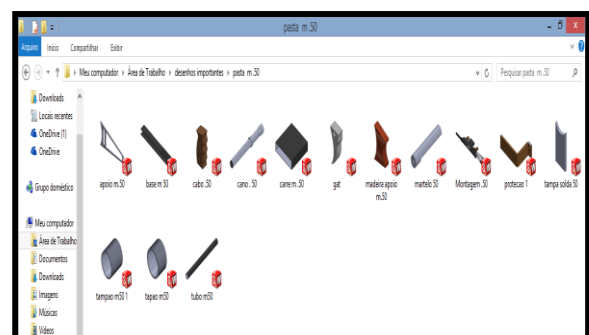 pasta m .50
Arquivo Início Compartilhar Exibir
Meu computador Área de Trabalho desenhos importantes pasta m .50
Pesquisar pasta m .50
Downloads
Locais recentes
OneDrive (1)
OneDrive
Grupo doméstico
Meu computador
Área de Trabalho
Documentos
Downloads
Imagens
Músicas
Vídeos
apoio m.50
base m 50
cabo .50
cano . 50
carre m .50
gat
madeira apoio
m.50
martelo 50
Montagem .50
protecao 1
tampa solda 50
tampao m50 1
tapao m50
tubo m50